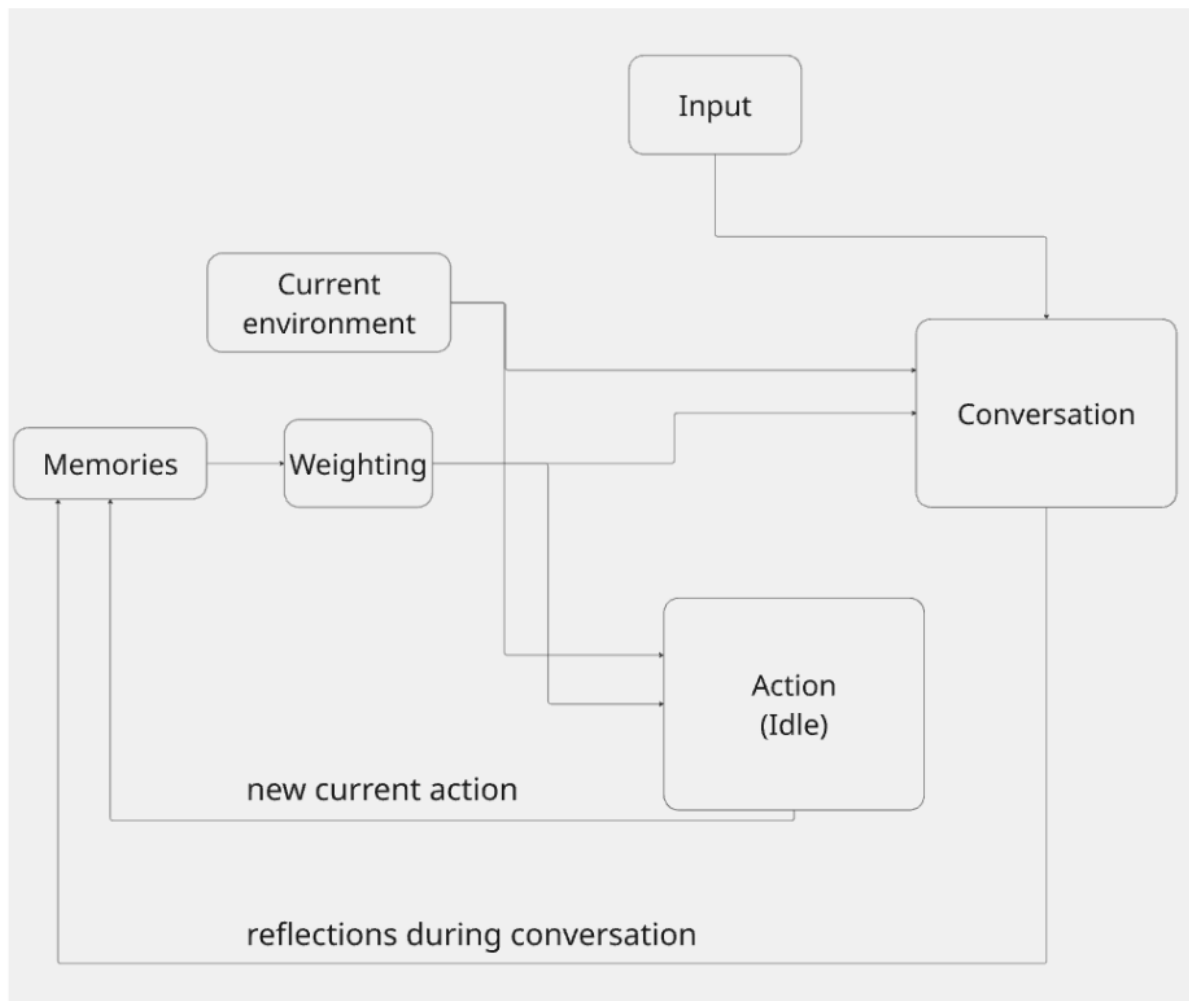 Input
Current
environment
Conversation
Memories
Weighting
Action
(Idle)
new current action
reflections during conversation